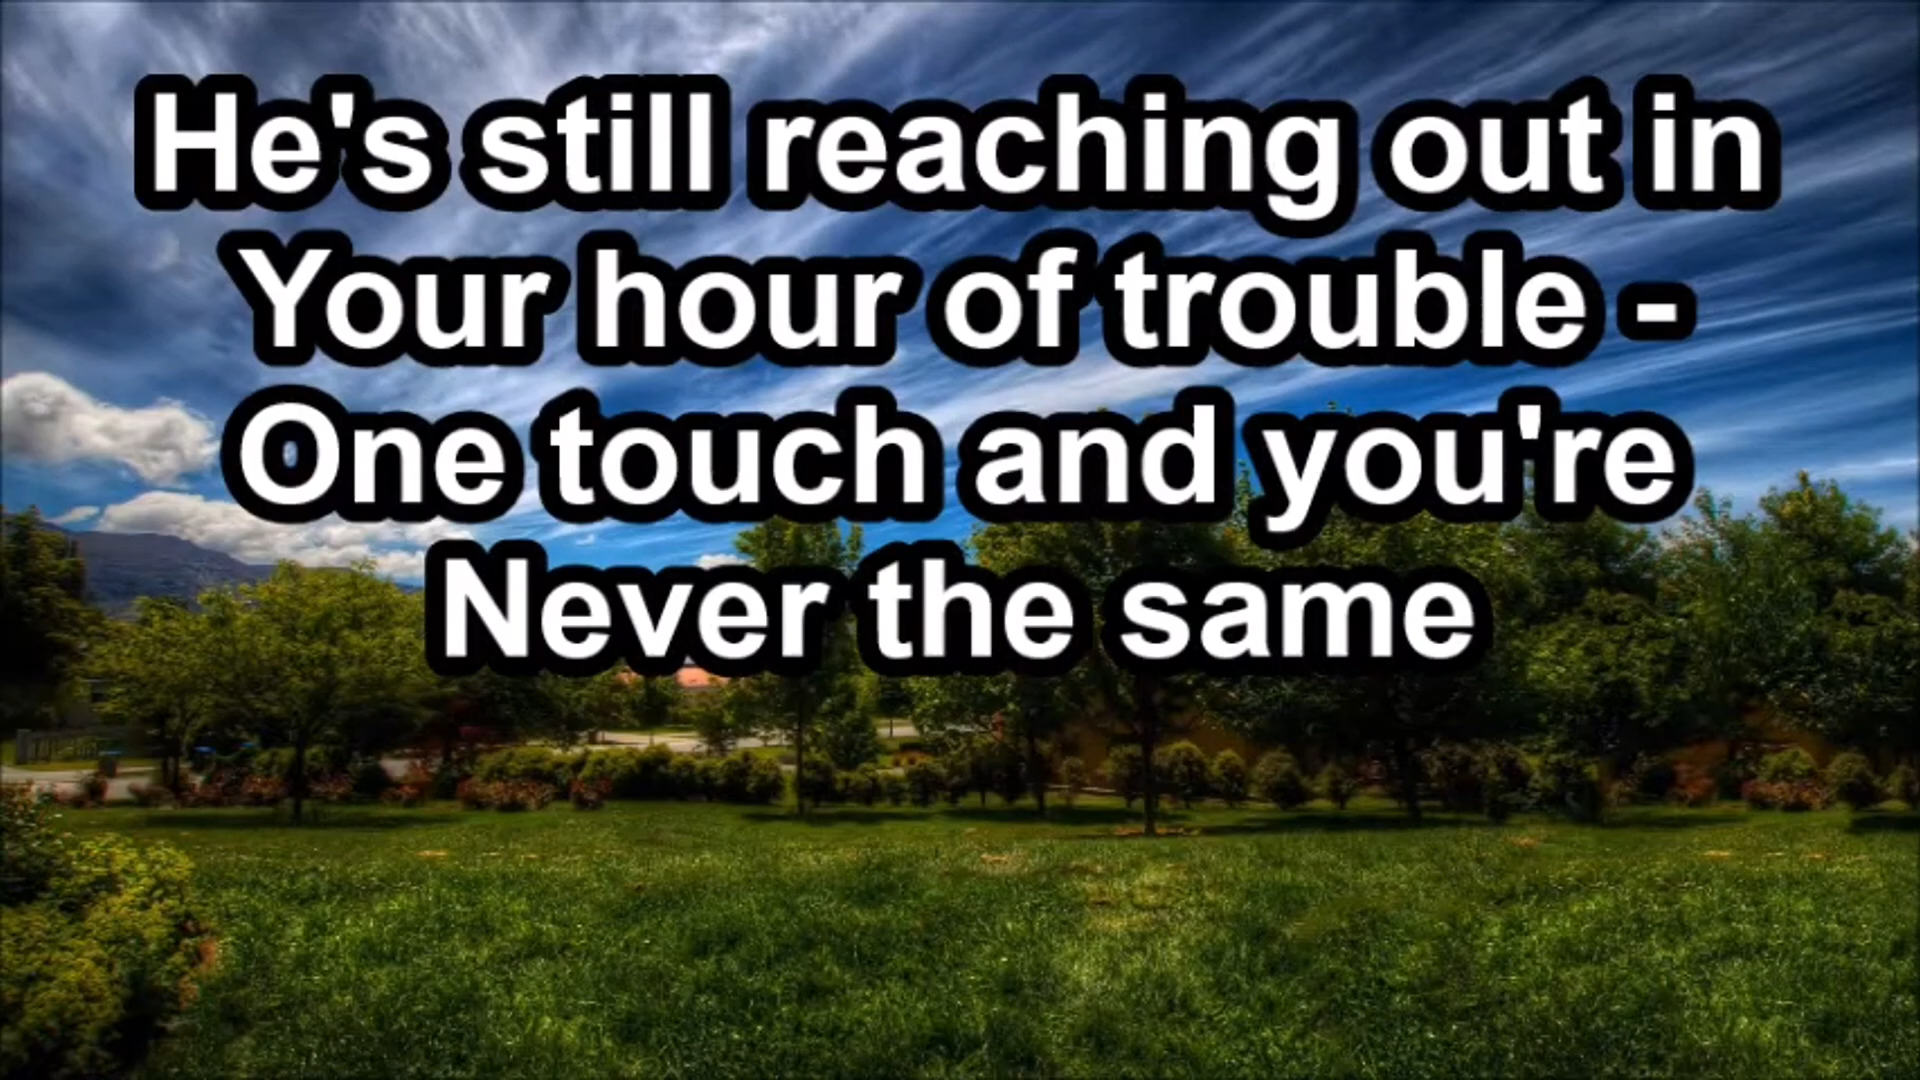 He's still reaching out in
Your hour of trouble -
One touch and you're
Never the same